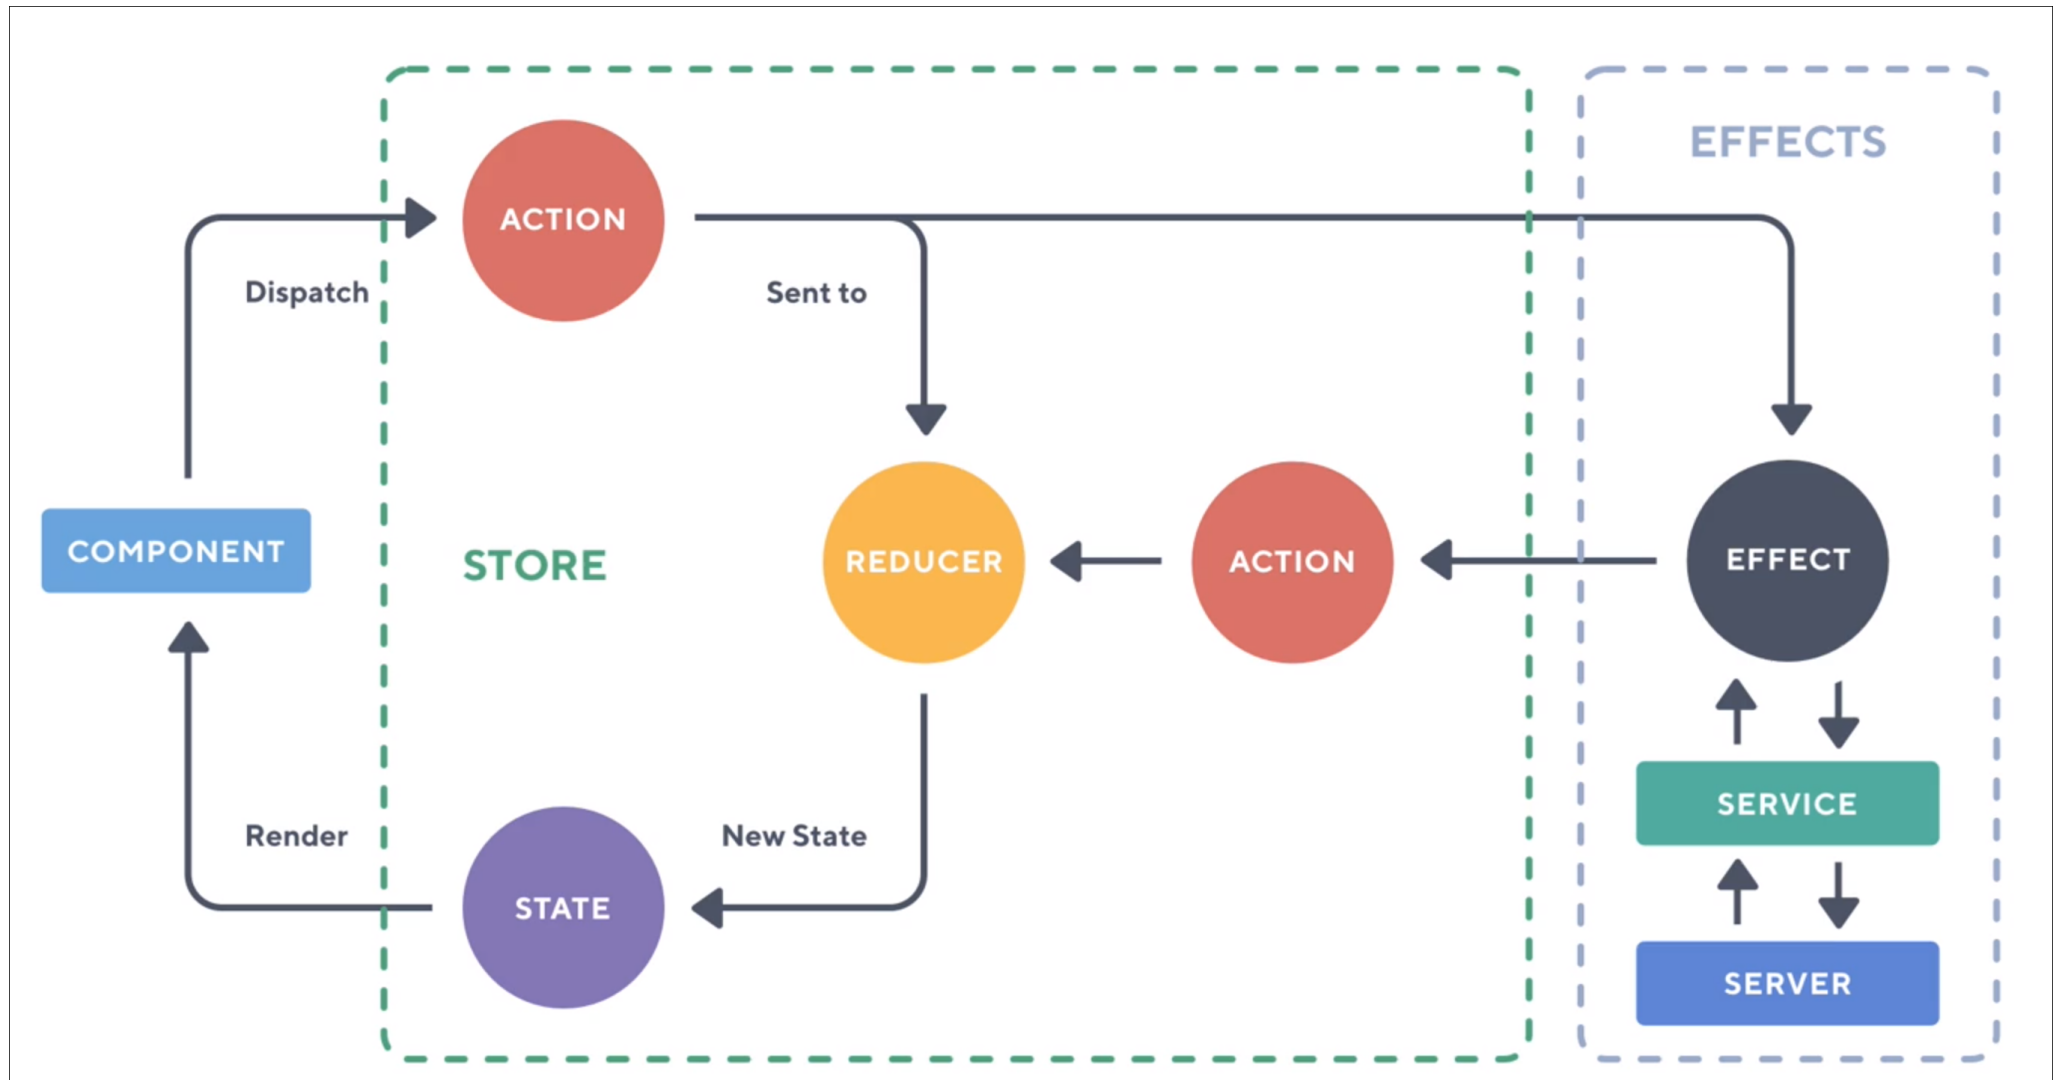 EFFECTS
ACTION
Dispatch
Sent to
COMPONENT
STORE
REDUCER
ACTION
EFFECT
SERVICE
Render
New State
STATE
SERVER